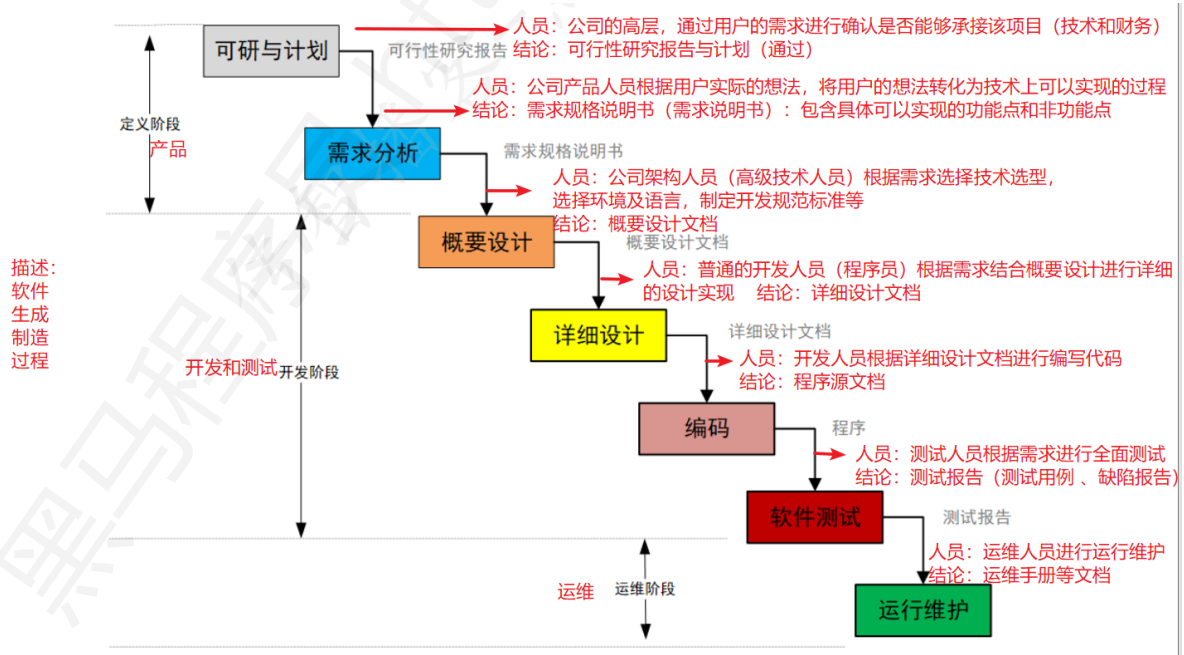 人员：公司的高层，通过用户的需求进行确认是否能够承接该项目（技术和财务）
可研与计划
可行性研究报告
结论：可行性研究报告与计划（通过）
人员：公司产品人员根据用户实际的想法，将用户的想法转化为技术上可以实现的过程
结论：需求规格说明书（需求说明书）：包含具体可以实现的功能点和非功能点
定义阶段
产品
需求分析
需求规格说明书
人员：公司架构人员（高级技术人员）根据需求选择技术选型，
选择环境及语言，制定开发规范标准等
结论：概要设计文档
概要设计
概要设计文档
人员：普通的开发人员（程序员）根据需求结合概要设计进行详细
的设计实现 结论：详细设计文档
描述：
软件
生成
制造
过程
详细设计
详细设计文档
人员：开发人员根据详细设计文档进行编写代码
结论：程序源文档
开发和测试
开发阶段
编码
程序
人员：测试人员根据需求进行全面测试
结论：测试报告（测试用例 、缺陷报告）
软件测试
测试报告
人员：运维人员进行运行维护
结论：运维手册等文档
运维
运维阶段
运行维护
黑马程序员